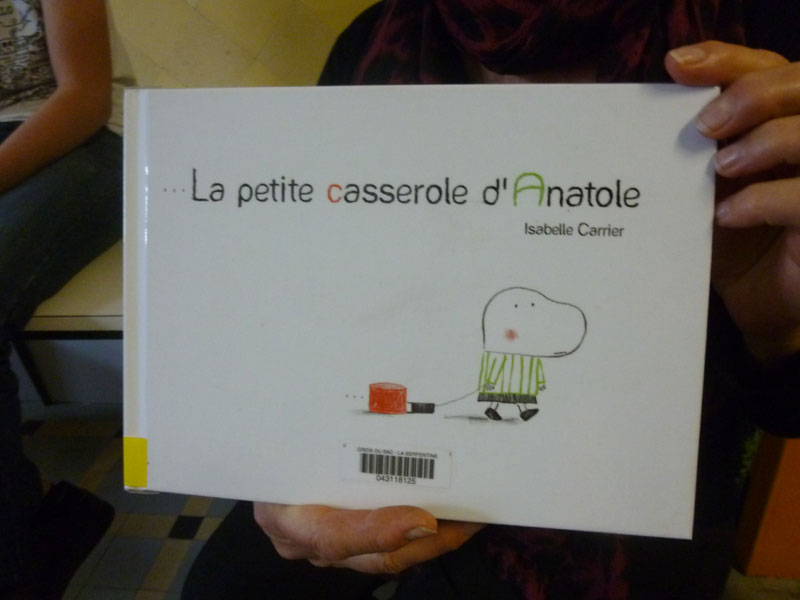 ...La petite casserole d'Anatole
Isabelle Carrier
043118125